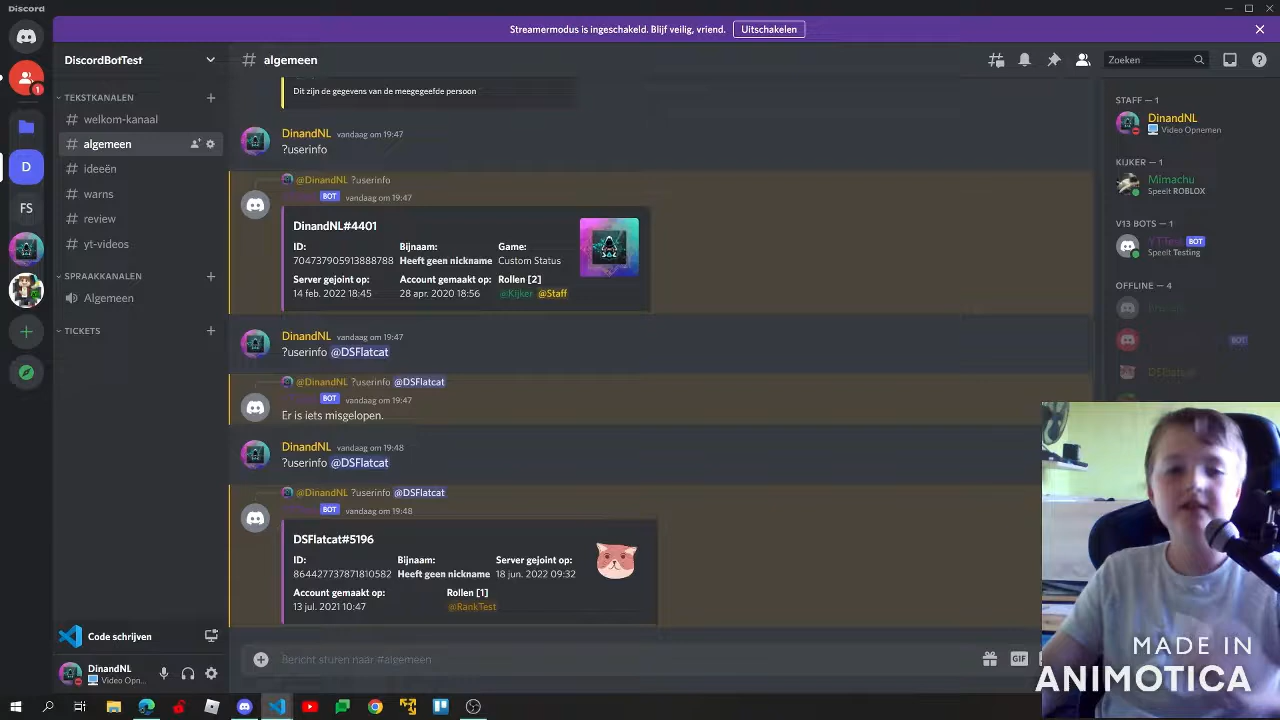 Discord
Streamermodus is ingeschakeld. Blijf veilig, vriend.
Uitschakelen
DiscordBotTest
algemeen
Zoeken
TEKSTKANALEN
welkom-kanaal
algemeen
ideeën
warns
review
yt-videos
SPRAAKKANALEN
Algemeen
TICKETS
1
D
FS
Dit zijn de gegevens van de meegegeefde persoon
DinandNL vandaag om 19:47
?userinfo
@DinandNL ?userinfo
BOT vandaag om 19:47
DinandNL#4401
ID: Bijnaam: Game:
704737905913888788 Heeft geen nickname Custom Status
Server gejoint op: Account gemaakt op: Rollen [2]
14 feb. 2022 18:45 28 apr. 2020 18:56 @Kijker @Staff
DinandNL vandaag om 19:47
?userinfo @DSFlatcat
@DinandNL ?userinfo @DSFlatcat
BOT vandaag om 19:47
Er is iets misgelopen.
DinandNL vandaag om 19:48
?userinfo @DSFlatcat
@DinandNL ?userinfo @DSFlatcat
BOT vandaag om 19:48
DSFlatcat#5196
ID: Bijnaam: Server gejoint op:
864427737871810582 Heeft geen nickname 18 jun. 2022 09:32
Account gemaakt op: Rollen [1]
13 jul. 2021 10:47 @RankTest
Bericht sturen naar #algemeen
GIF
STAFF — 1
DinandNL
Video Opnemen
KIJKER — 1
Mimachu
Speelt ROBLOX
V13 BOTS — 1
YTTest BOT
Speelt Testing
OFFLINE — 4
BOT
DSFlatcat
Code schrijven
DinandNL
Video Opn...
MADE IN
ANIMOTICA